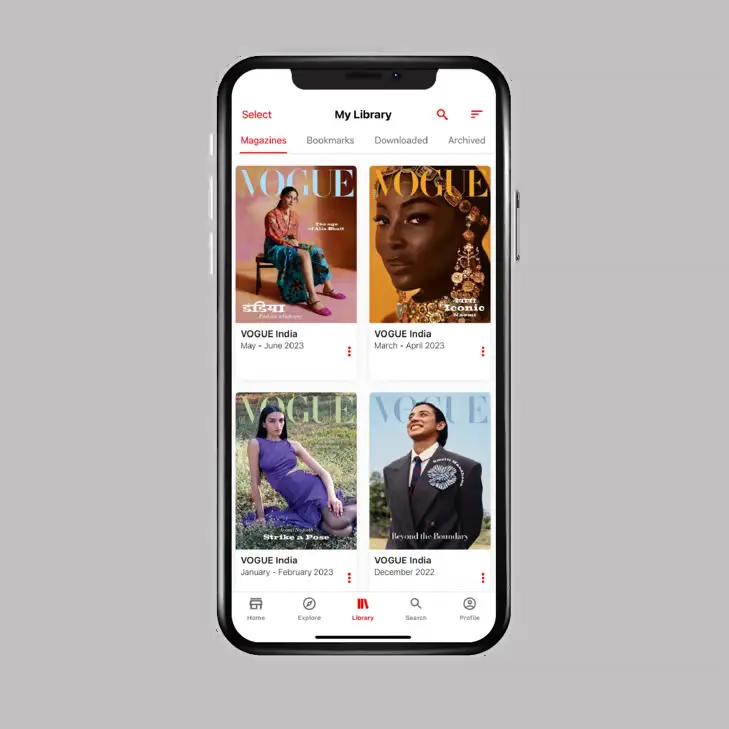 Select
My Library
Magazines
Bookmarks
Downloaded
Archived
VOGUE
The age
of Alia Bhatt
इंडिया
VOGUE India
May - June 2023
VOGUE
Iconic
Naomi
VOGUE India
March - April 2023
VOGUE
Strike a Pose
VOGUE India
January - February 2023
VOGUE
Beyond the Boundary
VOGUE India
December 2022
Home
Explore
Library
Search
Profile